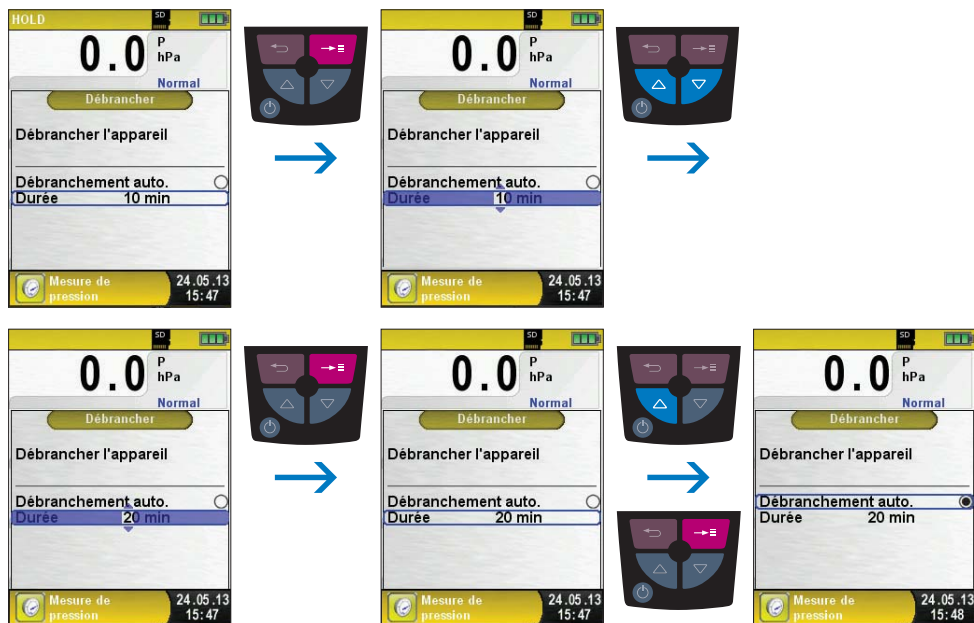 HOLD
SD
0.0
P
hPa
Normal
Débrancher
Débrancher l'appareil
Débranchement auto.
Durée 10 min
Mesure de
pression
24.05.13
15:47
SD
0.0
P
hPa
Normal
Débrancher
Débrancher l'appareil
Débranchement auto.
Durée 10 min
Mesure de
pression
24.05.13
15:47
SD
0.0
P
hPa
Normal
Débrancher
Débrancher l'appareil
Débranchement auto.
Durée 20 min
Mesure de
pression
24.05.13
15:47
SD
0.0
P
hPa
Normal
Débrancher
Débrancher l'appareil
Débranchement auto.
Durée 20 min
Mesure de
pression
24.05.13
15:47
SD
0.0
P
hPa
Normal
Débrancher
Débrancher l'appareil
Débranchement auto.
Durée 20 min
Mesure de
pression
24.05.13
15:48